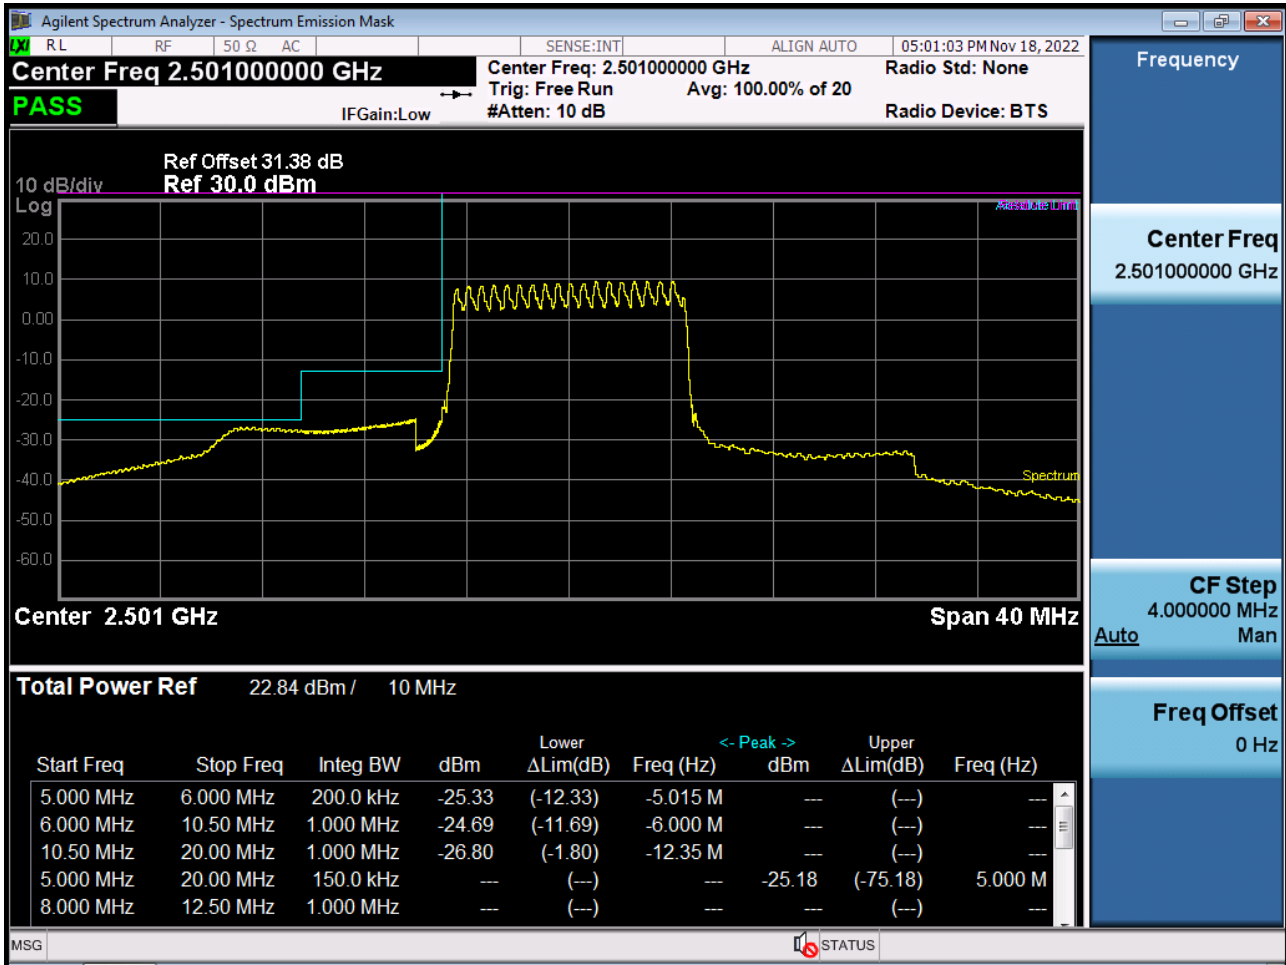 Agilent Spectrum Analyzer - Spectrum Emission Mask
LXI RL RF 50 Ω AC SENSE:INT ALIGN AUTO 05:01:03 PM Nov 18, 2022
Center Freq 2.501000000 GHz
Center Freq: 2.501000000 GHz Radio Std: None
Trig: Free Run Avg: 100.00% of 20
PASS
IFGain:Low #Atten: 10 dB Radio Device: BTS
Ref Offset 31.38 dB
10 dB/div Ref 30.0 dBm
Log
20.0
10.0
0.00
-10.0
-20.0
-30.0
-40.0
Spectrum
-50.0
-60.0
Center 2.501 GHz Span 40 MHz
Total Power Ref 22.84 dBm / 10 MHz
Lower <- Peak -> Upper
Start Freq Stop Freq Integ BW dBm ΔLim(dB) Freq (Hz) dBm ΔLim(dB) Freq (Hz)
5.000 MHz 6.000 MHz 200.0 kHz -25.33 (-12.33) -5.015 M --- (---) ---
6.000 MHz 10.50 MHz 1.000 MHz -24.69 (-11.69) -6.000 M --- (---) ---
10.50 MHz 20.00 MHz 1.000 MHz -26.80 (-1.80) -12.35 M --- (---) ---
5.000 MHz 20.00 MHz 150.0 kHz --- (---) --- -25.18 (-75.18) 5.000 M
8.000 MHz 12.50 MHz 1.000 MHz --- (---) --- --- (---) ---
MSG STATUS
Frequency
Center Freq
2.501000000 GHz
CF Step
4.000000 MHz
Auto Man
Freq Offset
0 Hz